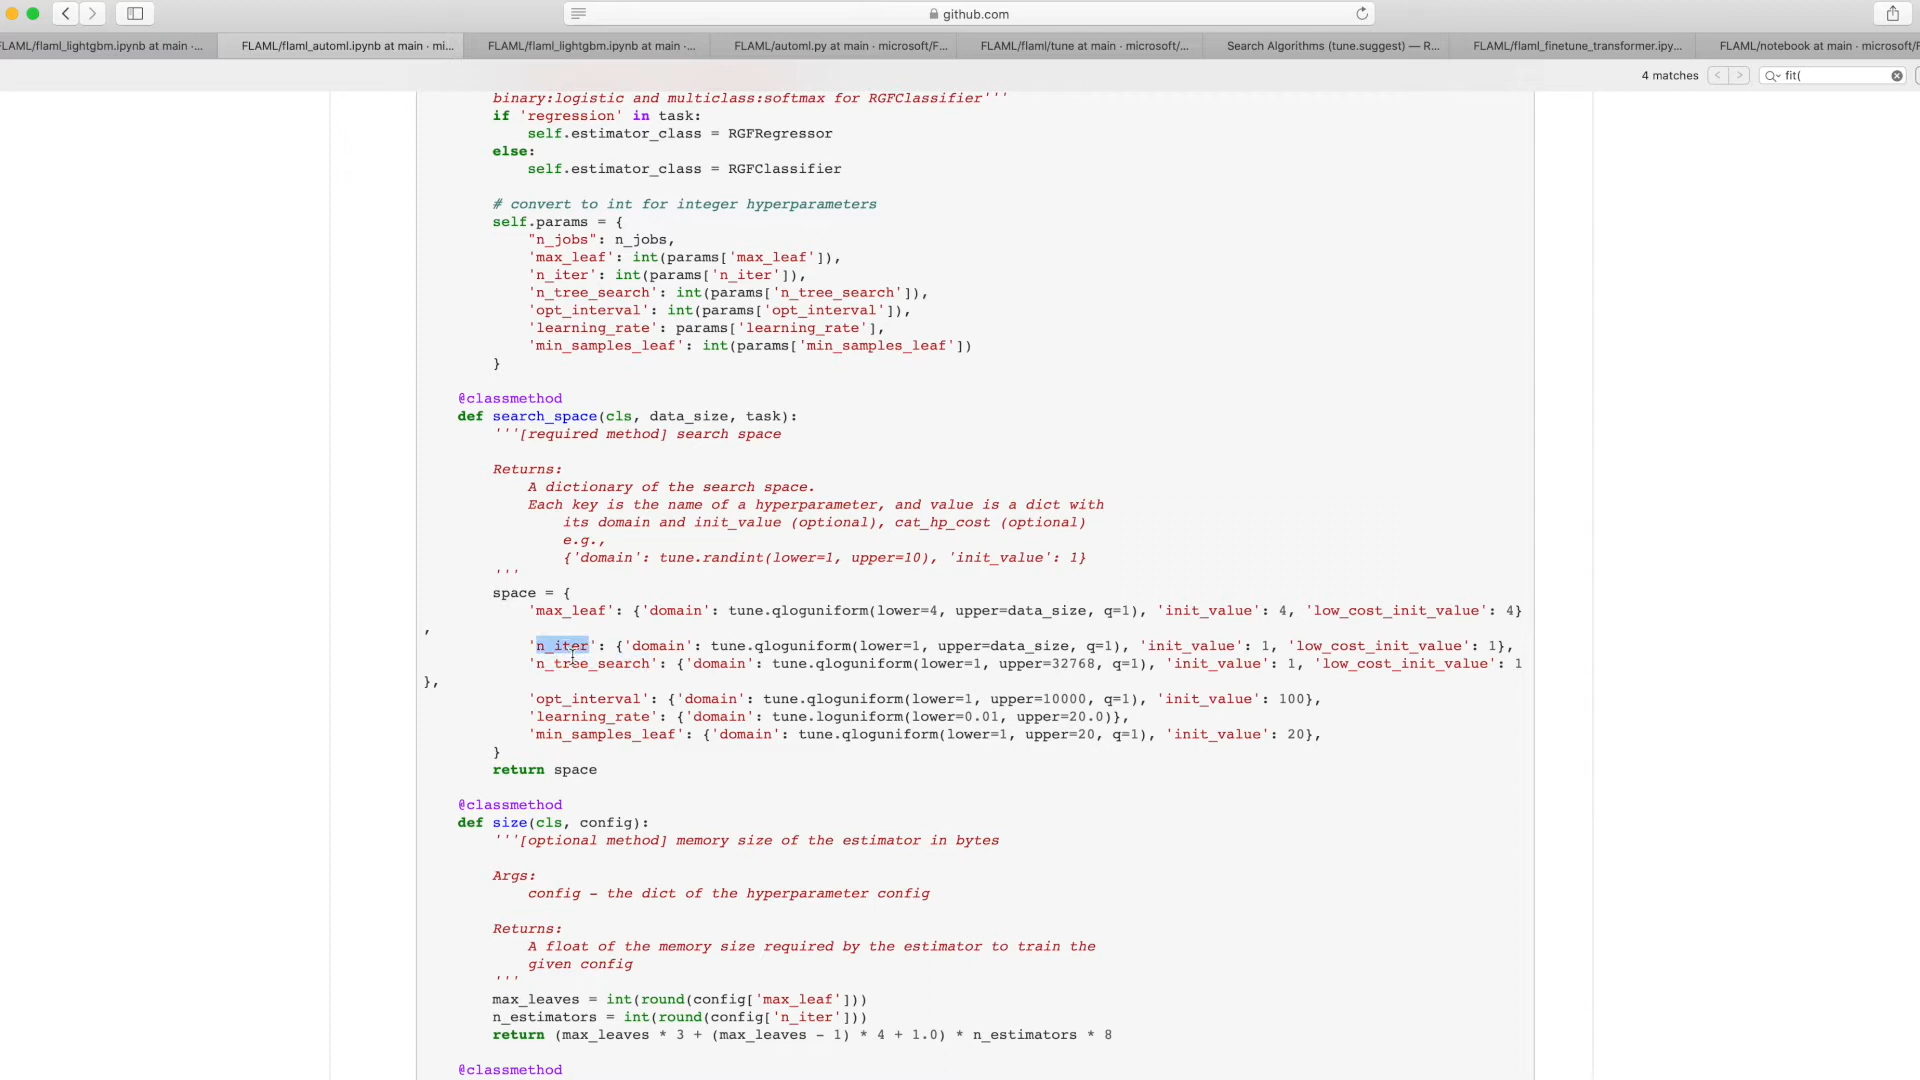 github.com
FLAML/flaml_lightgbm.ipynb at main ·...
FLAML/flaml_automl.ipynb at main · mi...
FLAML/flaml_lightgbm.ipynb at main ·...
FLAML/automl.py at main · microsoft/F...
FLAML/flaml/tune at main · microsoft/...
Search Algorithms (tune.suggest) — R...
FLAML/flaml_finetune_transformer.ipy...
FLAML/notebook at main · microsoft/F
4 matches
fit(
binary:logistic and multiclass:softmax for RGFClassifier'''
if 'regression' in task:
self.estimator_class = RGFRegressor
else:
self.estimator_class = RGFClassifier
# convert to int for integer hyperparameters
self.params = {
"n_jobs": n_jobs,
'max_leaf': int(params['max_leaf']),
'n_iter': int(params['n_iter']),
'n_tree_search': int(params['n_tree_search']),
'opt_interval': int(params['opt_interval']),
'learning_rate': params['learning_rate'],
'min_samples_leaf': int(params['min_samples_leaf'])
}
@classmethod
def search_space(cls, data_size, task):
'''[required method] search space
Returns:
A dictionary of the search space.
Each key is the name of a hyperparameter, and value is a dict with
its domain and init_value (optional), cat_hp_cost (optional)
e.g.,
{'domain': tune.randint(lower=1, upper=10), 'init_value': 1}
'''
space = {
'max_leaf': {'domain': tune.qloguniform(lower=4, upper=data_size, q=1), 'init_value': 4, 'low_cost_init_value': 4}
,
'n_iter': {'domain': tune.qloguniform(lower=1, upper=data_size, q=1), 'init_value': 1, 'low_cost_init_value': 1},
'n_tree_search': {'domain': tune.qloguniform(lower=1, upper=32768, q=1), 'init_value': 1, 'low_cost_init_value': 1
},
'opt_interval': {'domain': tune.qloguniform(lower=1, upper=10000, q=1), 'init_value': 100},
'learning_rate': {'domain': tune.loguniform(lower=0.01, upper=20.0)},
'min_samples_leaf': {'domain': tune.qloguniform(lower=1, upper=20, q=1), 'init_value': 20},
}
return space
@classmethod
def size(cls, config):
'''[optional method] memory size of the estimator in bytes
Args:
config - the dict of the hyperparameter config
Returns:
A float of the memory size required by the estimator to train the
given config
'''
max_leaves = int(round(config['max_leaf']))
n_estimators = int(round(config['n_iter']))
return (max_leaves * 3 + (max_leaves - 1) * 4 + 1.0) * n_estimators * 8
@classmethod